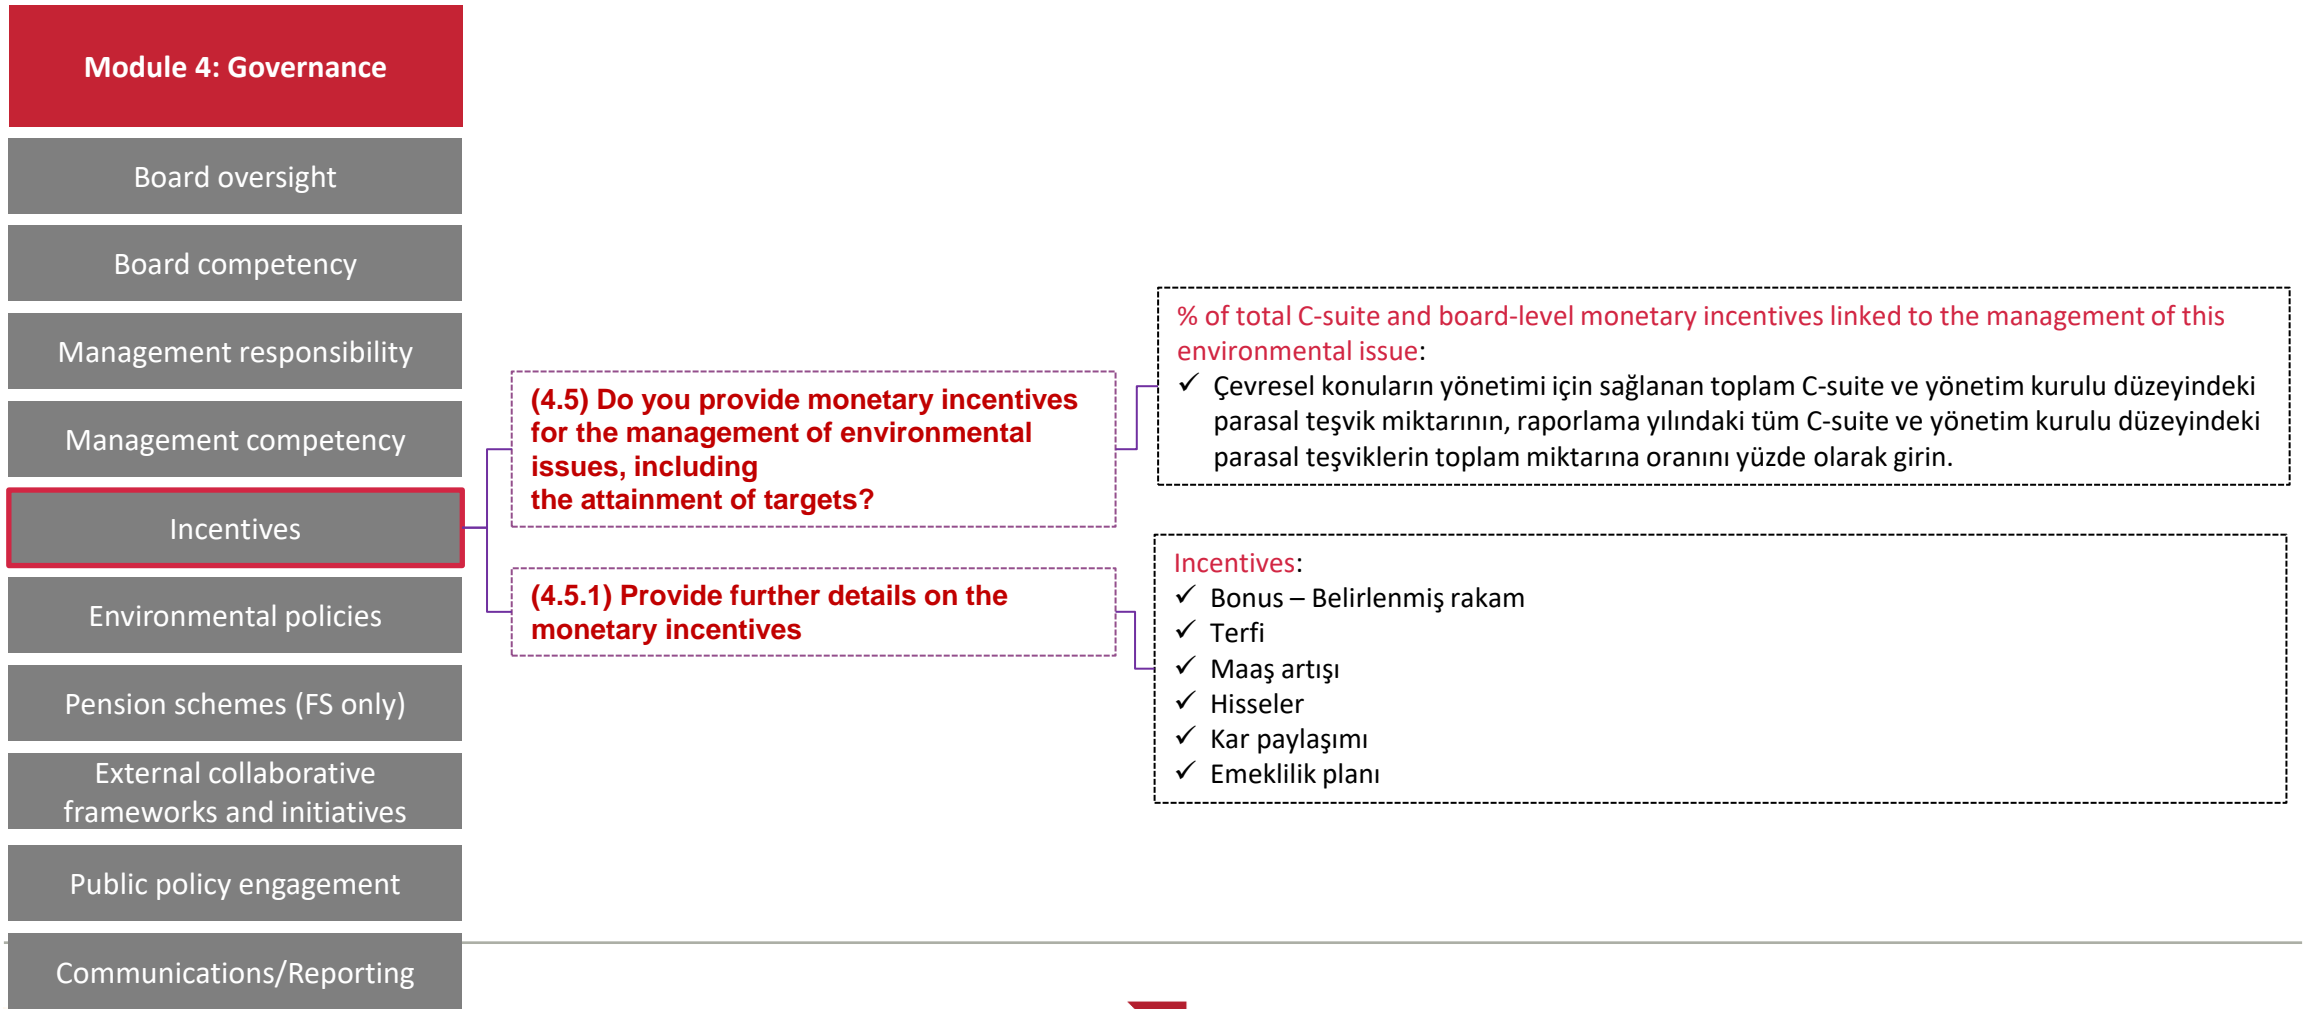 Module 4: Governance
Board oversight
Board competency
Management responsibility
Management competency
Incentives
Environmental policies
Pension schemes (FS only)
External collaborative
frameworks and initiatives
Public policy engagement
Communications/Reporting
(4.5) Do you provide monetary incentives
for the management of environmental
issues, including
the attainment of targets?
(4.5.1) Provide further details on the
monetary incentives
% of total C-suite and board-level monetary incentives linked to the management of this
environmental issue:
✓ Çevresel konuların yönetimi için sağlanan toplam C-suite ve yönetim kurulu düzeyindeki
parasal teşvik miktarının, raporlama yılındaki tüm C-suite ve yönetim kurulu düzeyindeki
parasal teşviklerin toplam miktarına oranını yüzde olarak girin.
Incentives:
✓ Bonus – Belirlenmiş rakam
✓ Terfi
✓ Maaş artışı
✓ Hisseler
✓ Kar paylaşımı
✓ Emeklilik planı